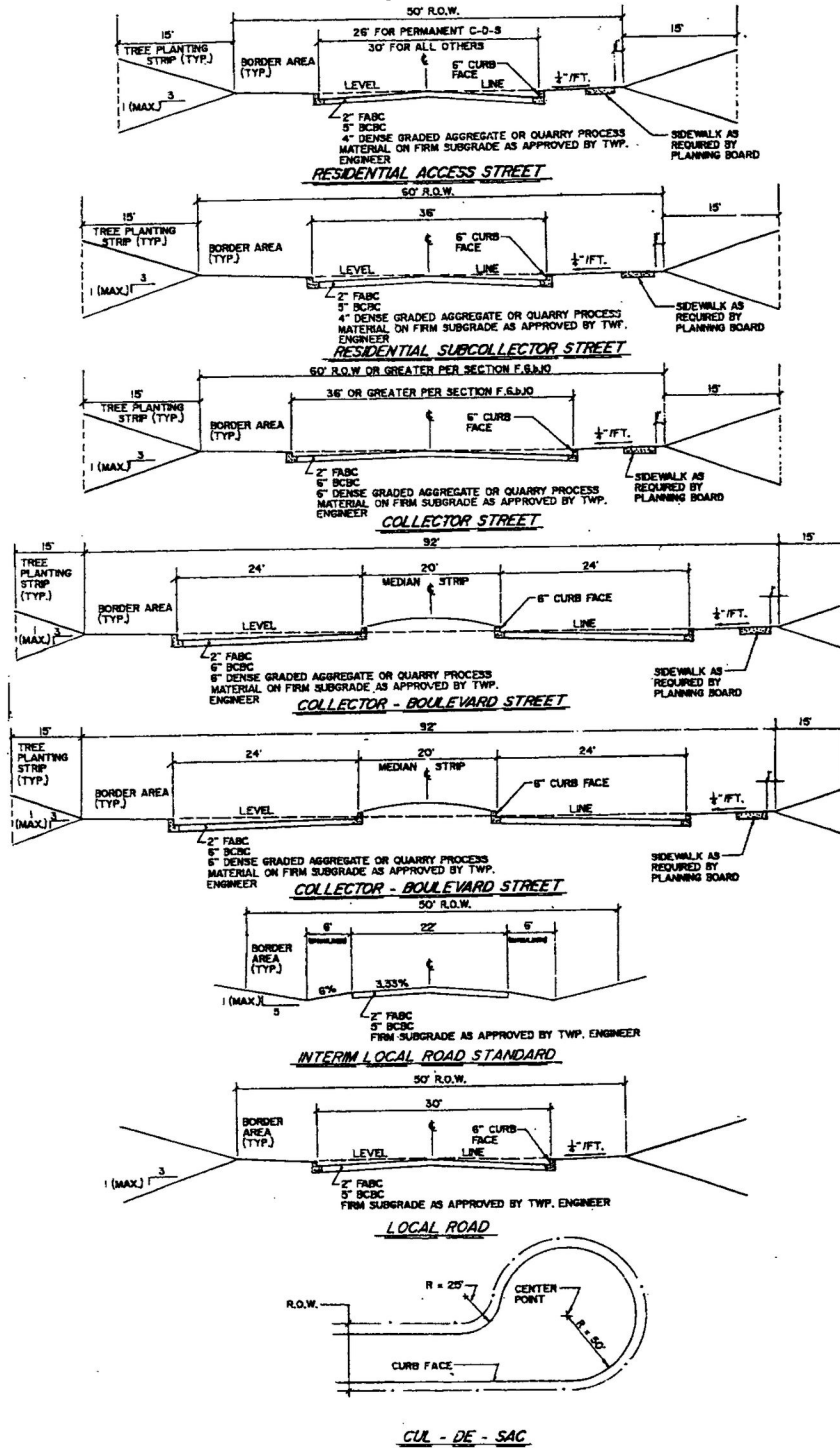 50' R.O.W.
15'
26' FOR PERMANENT C-D-S
15'
30' FOR ALL OTHERS
TREE PLANTING
STRIP (TYP.)
BORDER AREA
(TYP.)
℄
6" CURB
FACE
LEVEL LINE
¼"/FT.
1 (MAX.) 3
2" FABC
5" BCBC
4" DENSE GRADED AGGREGATE OR QUARRY PROCESS
MATERIAL ON FIRM SUBGRADE AS APPROVED BY TWP.
ENGINEER
SIDEWALK AS
REQUIRED BY
PLANNING BOARD
RESIDENTIAL ACCESS STREET
60' R.O.W.
15'
36'
15'
TREE PLANTING
STRIP (TYP.)
BORDER AREA
(TYP.)
℄
6" CURB
FACE
LEVEL LINE
¼"/FT.
1 (MAX.) 3
2" FABC
5" BCBC
4" DENSE GRADED AGGREGATE OR QUARRY PROCESS
MATERIAL ON FIRM SUBGRADE AS APPROVED BY TWP.
ENGINEER
SIDEWALK AS
REQUIRED BY
PLANNING BOARD
RESIDENTIAL SUBCOLLECTOR STREET
60' R.O.W OR GREATER PER SECTION F.6.b.10
15'
36' OR GREATER PER SECTION F.6.b.10
15'
TREE PLANTING
STRIP (TYP.)
BORDER AREA
(TYP.)
℄
6" CURB
FACE
¼"/FT.
1 (MAX.) 3
2" FABC
6" BCBC
6" DENSE GRADED AGGREGATE OR QUARRY PROCESS
MATERIAL ON FIRM SUBGRADE AS APPROVED BY TWP.
ENGINEER
SIDEWALK AS
REQUIRED BY
PLANNING BOARD
COLLECTOR STREET
15'
92'
15'
TREE
PLANTING
STRIP
(TYP.)
24'
20'
24'
MEDIAN STRIP
℄
BORDER AREA
(TYP.)
6" CURB FACE
LEVEL LINE
¼"/FT.
1 (MAX.) 3
2" FABC
6" BCBC
6" DENSE GRADED AGGREGATE OR QUARRY PROCESS
MATERIAL ON FIRM SUBGRADE AS APPROVED BY TWP.
ENGINEER
SIDEWALK AS
REQUIRED BY
PLANNING BOARD
COLLECTOR - BOULEVARD STREET
15'
92'
15'
TREE
PLANTING
STRIP
(TYP.)
24'
20'
24'
MEDIAN STRIP
℄
BORDER AREA
(TYP.)
6" CURB FACE
LEVEL LINE
¼"/FT.
1 (MAX.) 3
2" FABC
6" BCBC
6" DENSE GRADED AGGREGATE OR QUARRY PROCESS
MATERIAL ON FIRM SUBGRADE AS APPROVED BY TWP.
ENGINEER
SIDEWALK AS
REQUIRED BY
PLANNING BOARD
COLLECTOR - BOULEVARD STREET
50' R.O.W.
6'
22'
6'
BORDER
AREA
(TYP.)
℄
6%
3.33%
1 (MAX.) 5
2" FABC
5" BCBC
FIRM SUBGRADE AS APPROVED BY TWP. ENGINEER
INTERIM LOCAL ROAD STANDARD
50' R.O.W.
30'
BORDER
AREA
(TYP.)
℄
6" CURB
FACE
LEVEL LINE
¼"/FT.
1 (MAX.) 3
2" FABC
5" BCBC
FIRM SUBGRADE AS APPROVED BY TWP. ENGINEER
LOCAL ROAD
R = 25'
CENTER
POINT
R.O.W.
R = 50'
CURB FACE
CUL - DE - SAC